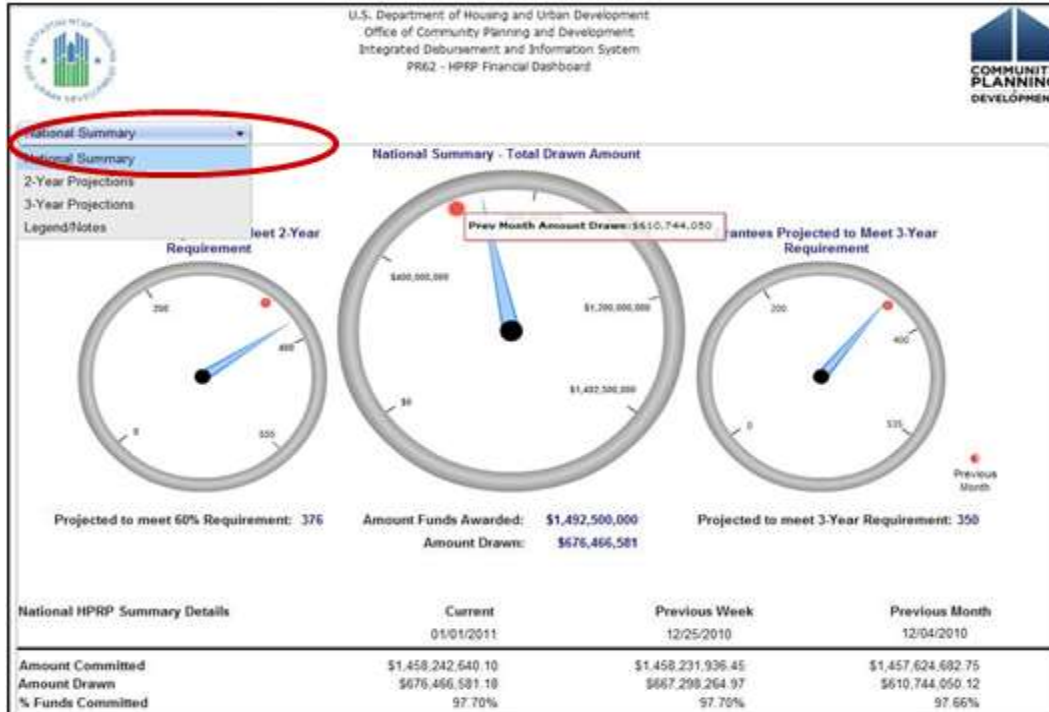 U.S. Department of Housing and Urban Development
Office of Community Planning and Development
Integrated Disbursement and Information System
PR62 - HPRP Financial Dashboard
COMMUNITY
PLANNING
DEVELOPMENT
National Summary
National Summary
2-Year Projections
3-Year Projections
Legend/Notes
National Summary - Total Drawn Amount
Prev Month Amount Drawn: $610,744,050
Meet 2-Year
Requirement
Grantees Projected to Meet 3-Year
Requirement
$0
$400,000,000
$1,200,000,000
$1,492,500,000
0
400
0
200
400
535
Previous
Month
Projected to meet 60% Requirement: 376
Amount Funds Awarded: $1,492,500,000
Amount Drawn: $676,466,581
Projected to meet 3-Year Requirement: 350
National HPRP Summary Details Current Previous Week Previous Month
01/01/2011 12/25/2010 12/04/2010
Amount Committed $1,458,242,640.10 $1,458,231,936.45 $1,457,624,682.75
Amount Drawn $676,466,581.18 $667,298,264.97 $610,744,050.12
% Funds Committed 97.70% 97.70% 97.66%